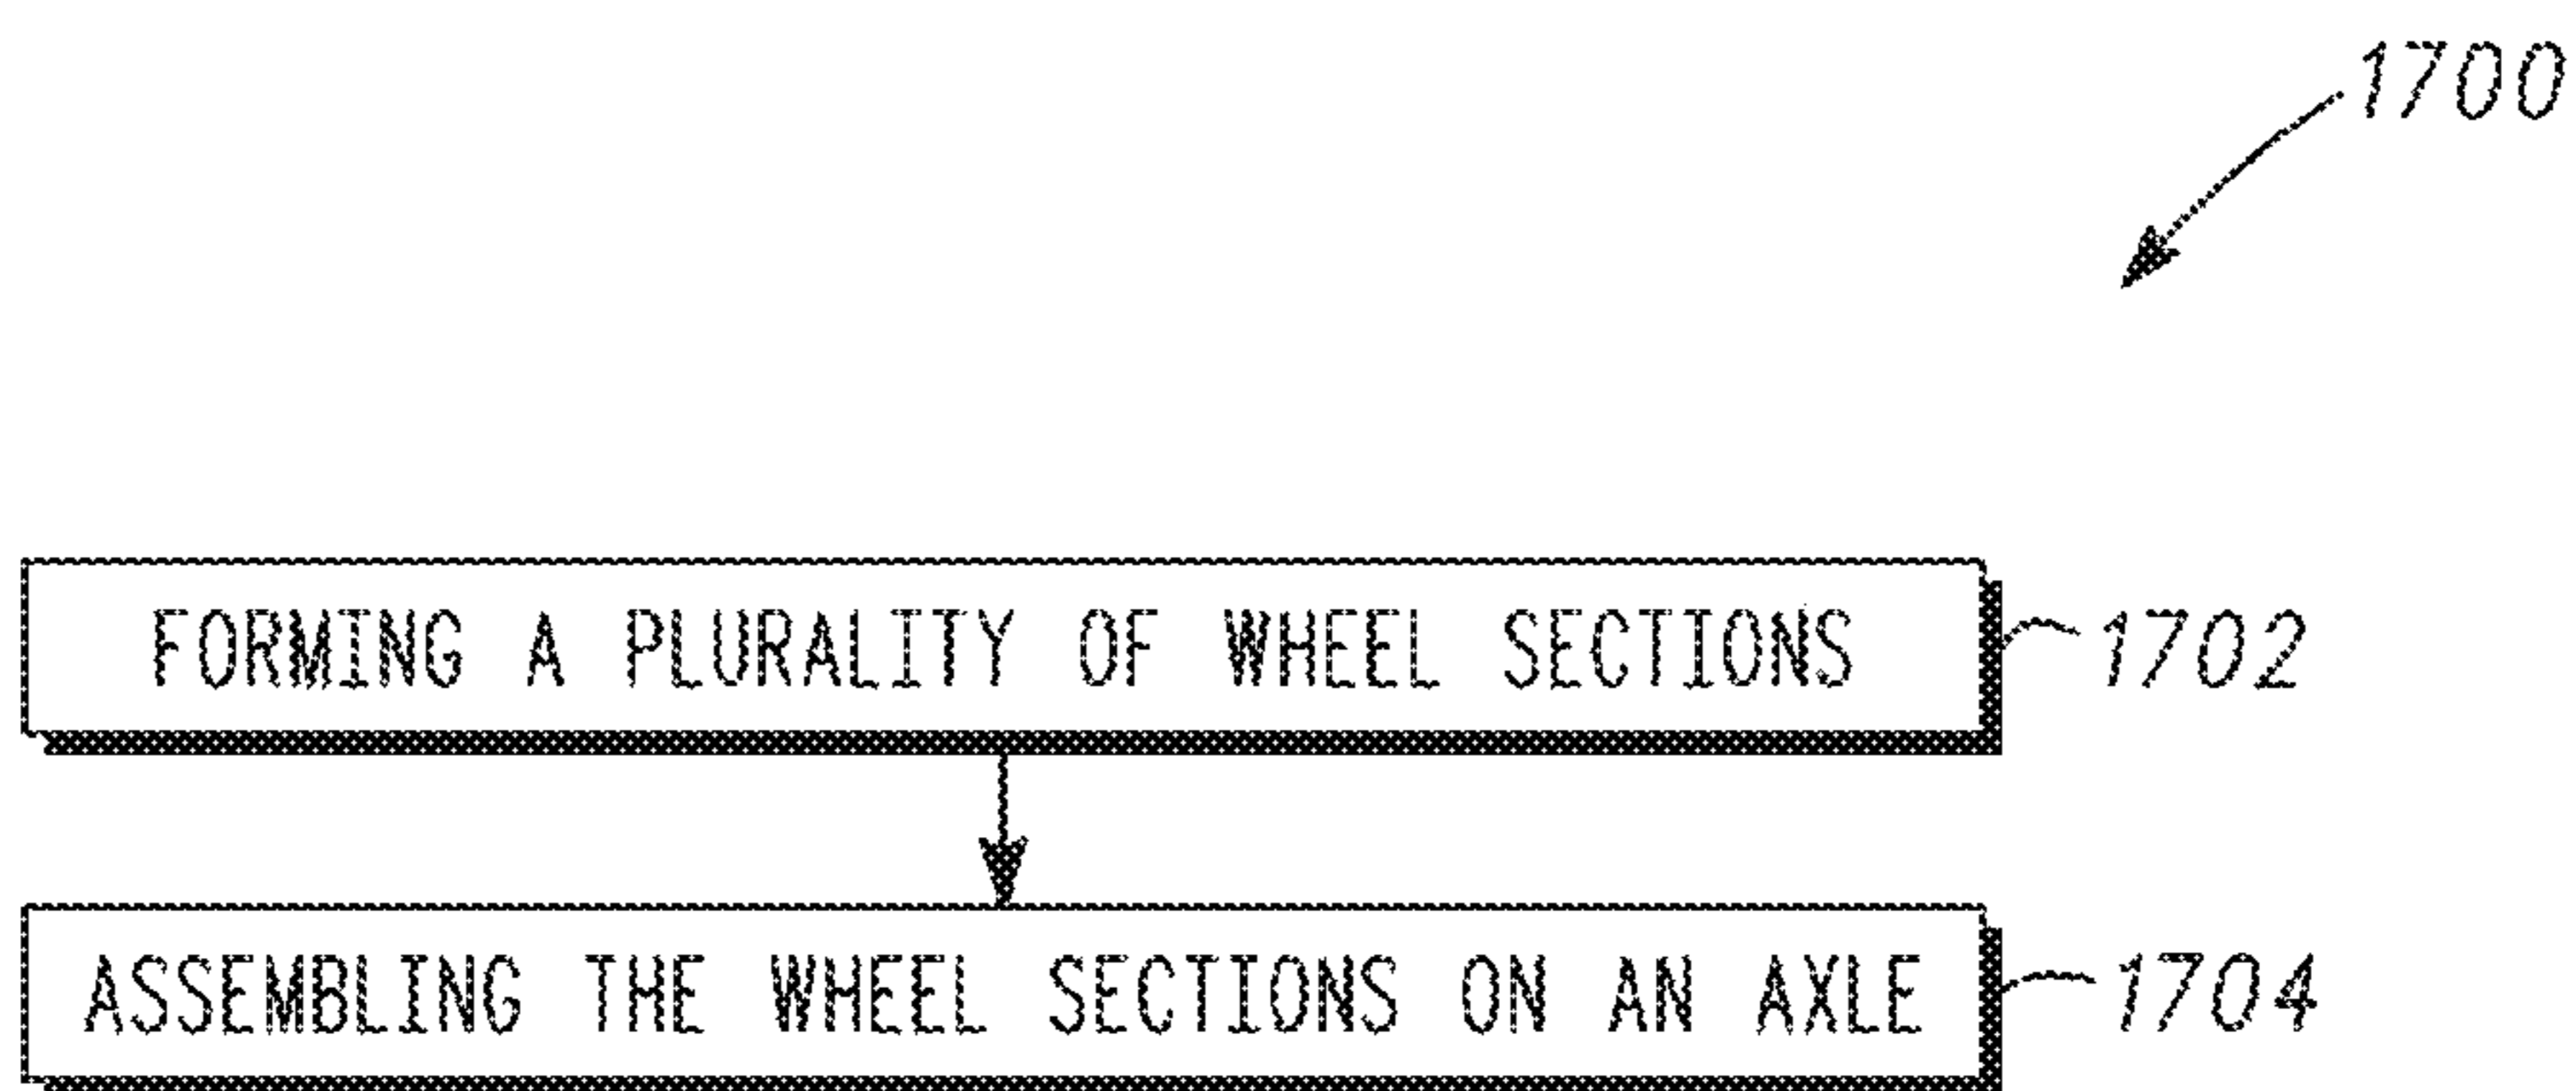 1700
FORMING A PLURALITY OF WHEEL SECTIONS
1702
ASSEMBLING THE WHEEL SECTIONS ON AN AXLE
1704